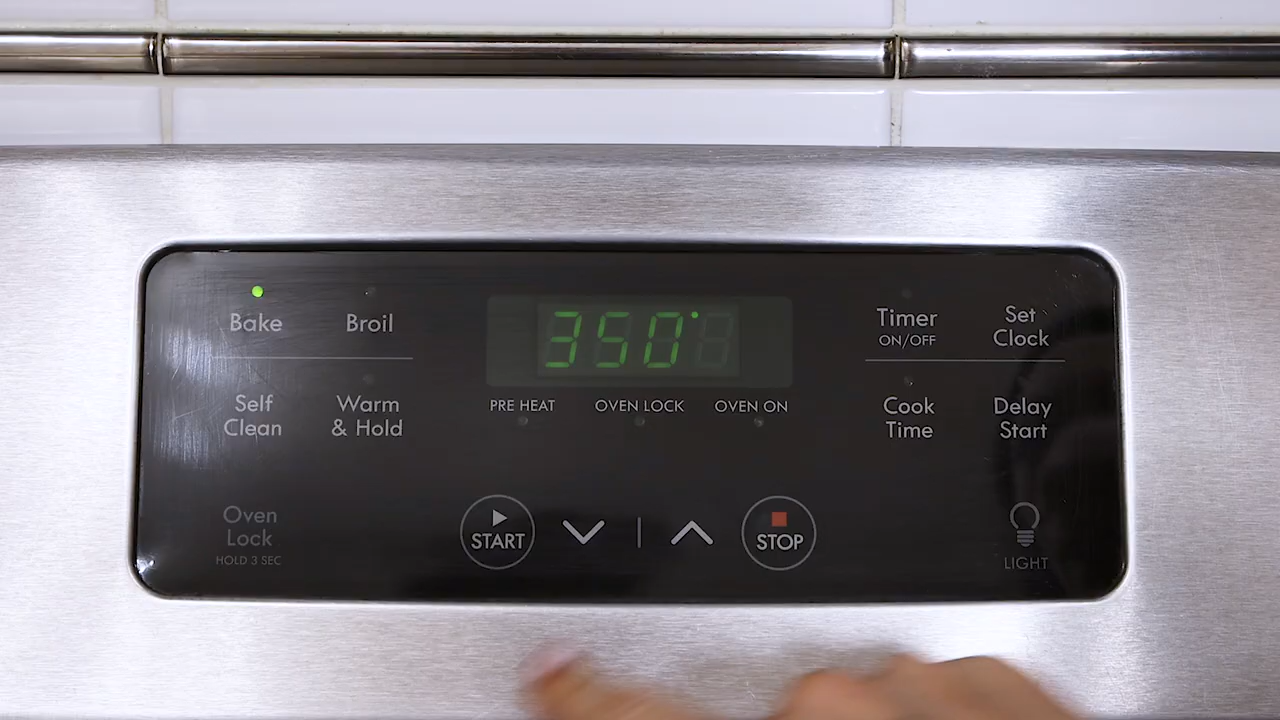 Bake
Broil
350°
Timer
ON/OFF
Set
Clock
PRE HEAT
OVEN LOCK
OVEN ON
Self
Clean
Warm
& Hold
Cook
Time
Delay
Start
Oven
Lock
HOLD 3 SEC
START
STOP
LIGHT